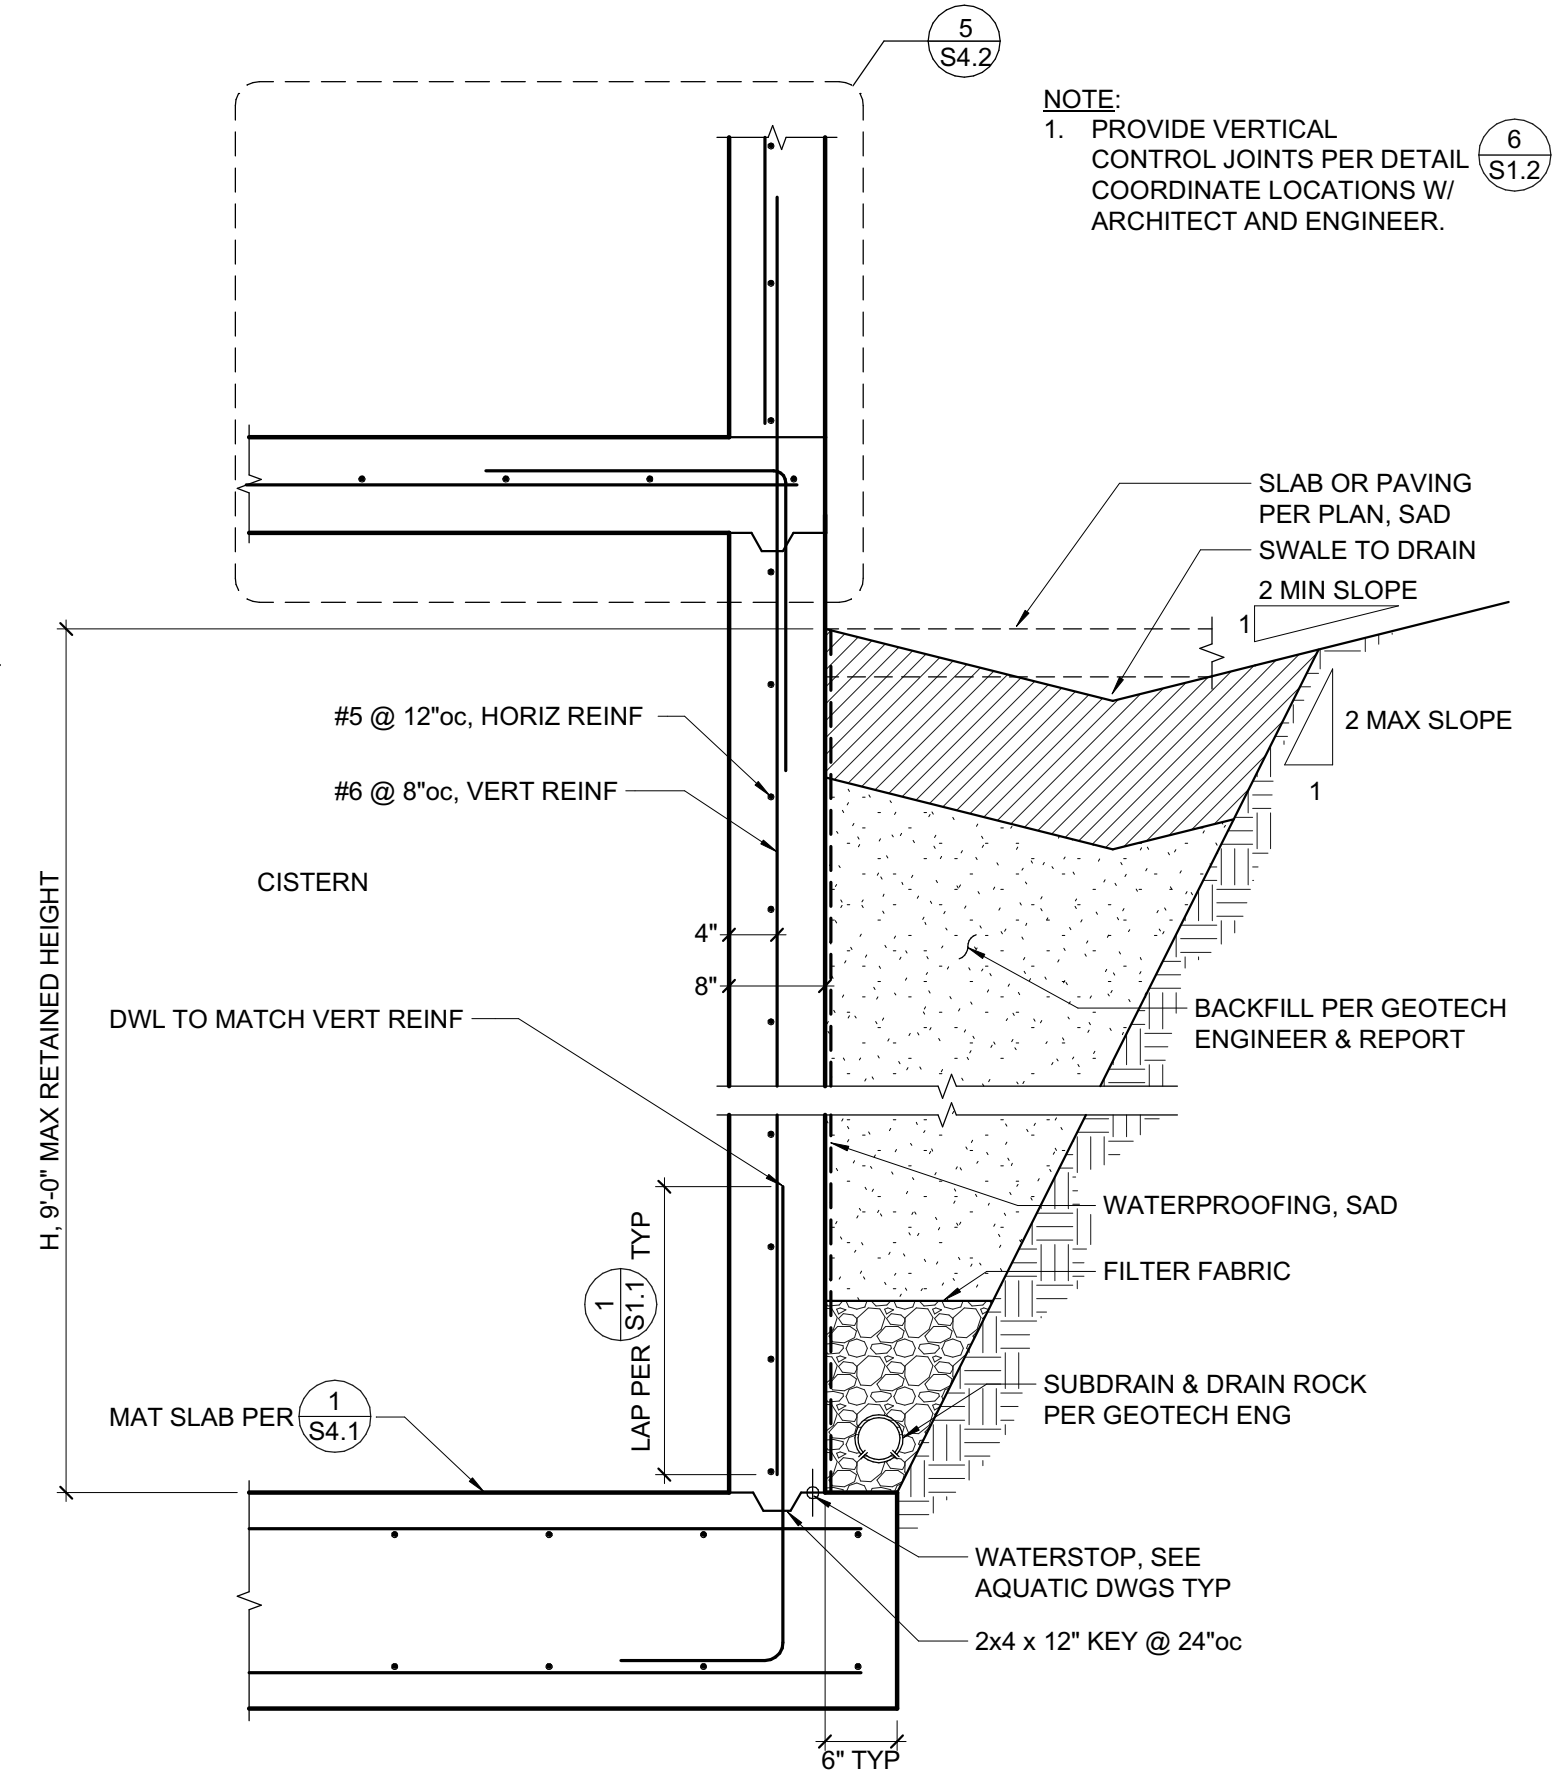 5
S4.2
NOTE:
1. PROVIDE VERTICAL
CONTROL JOINTS PER DETAIL
COORDINATE LOCATIONS W/
ARCHITECT AND ENGINEER.
6
S1.2
SLAB OR PAVING
PER PLAN, SAD
SWALE TO DRAIN
2 MIN SLOPE
1
2 MAX SLOPE
1
#5 @ 12"oc, HORIZ REINF
#6 @ 8"oc, VERT REINF
CISTERN
4"
8"
H, 9'-0" MAX RETAINED HEIGHT
DWL TO MATCH VERT REINF
BACKFILL PER GEOTECH
ENGINEER & REPORT
WATERPROOFING, SAD
FILTER FABRIC
LAP PER 1 S1.1 TYP
SUBDRAIN & DRAIN ROCK
PER GEOTECH ENG
MAT SLAB PER
1
S4.1
WATERSTOP, SEE
AQUATIC DWGS TYP
2x4 x 12" KEY @ 24"oc
6" TYP